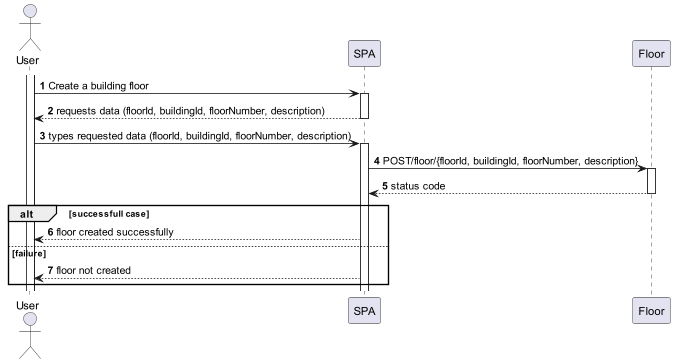 User
SPA
Floor
1 Create a building floor
2 requests data (floorId, buildingId, floorNumber, description)
3 types requested data (floorId, buildingId, floorNumber, description)
4 POST/floor/{floorId, buildingId, floorNumber, description}
5 status code
alt [successfull case]
6 floor created successfully
[failure]
7 floor not created
User
SPA
Floor